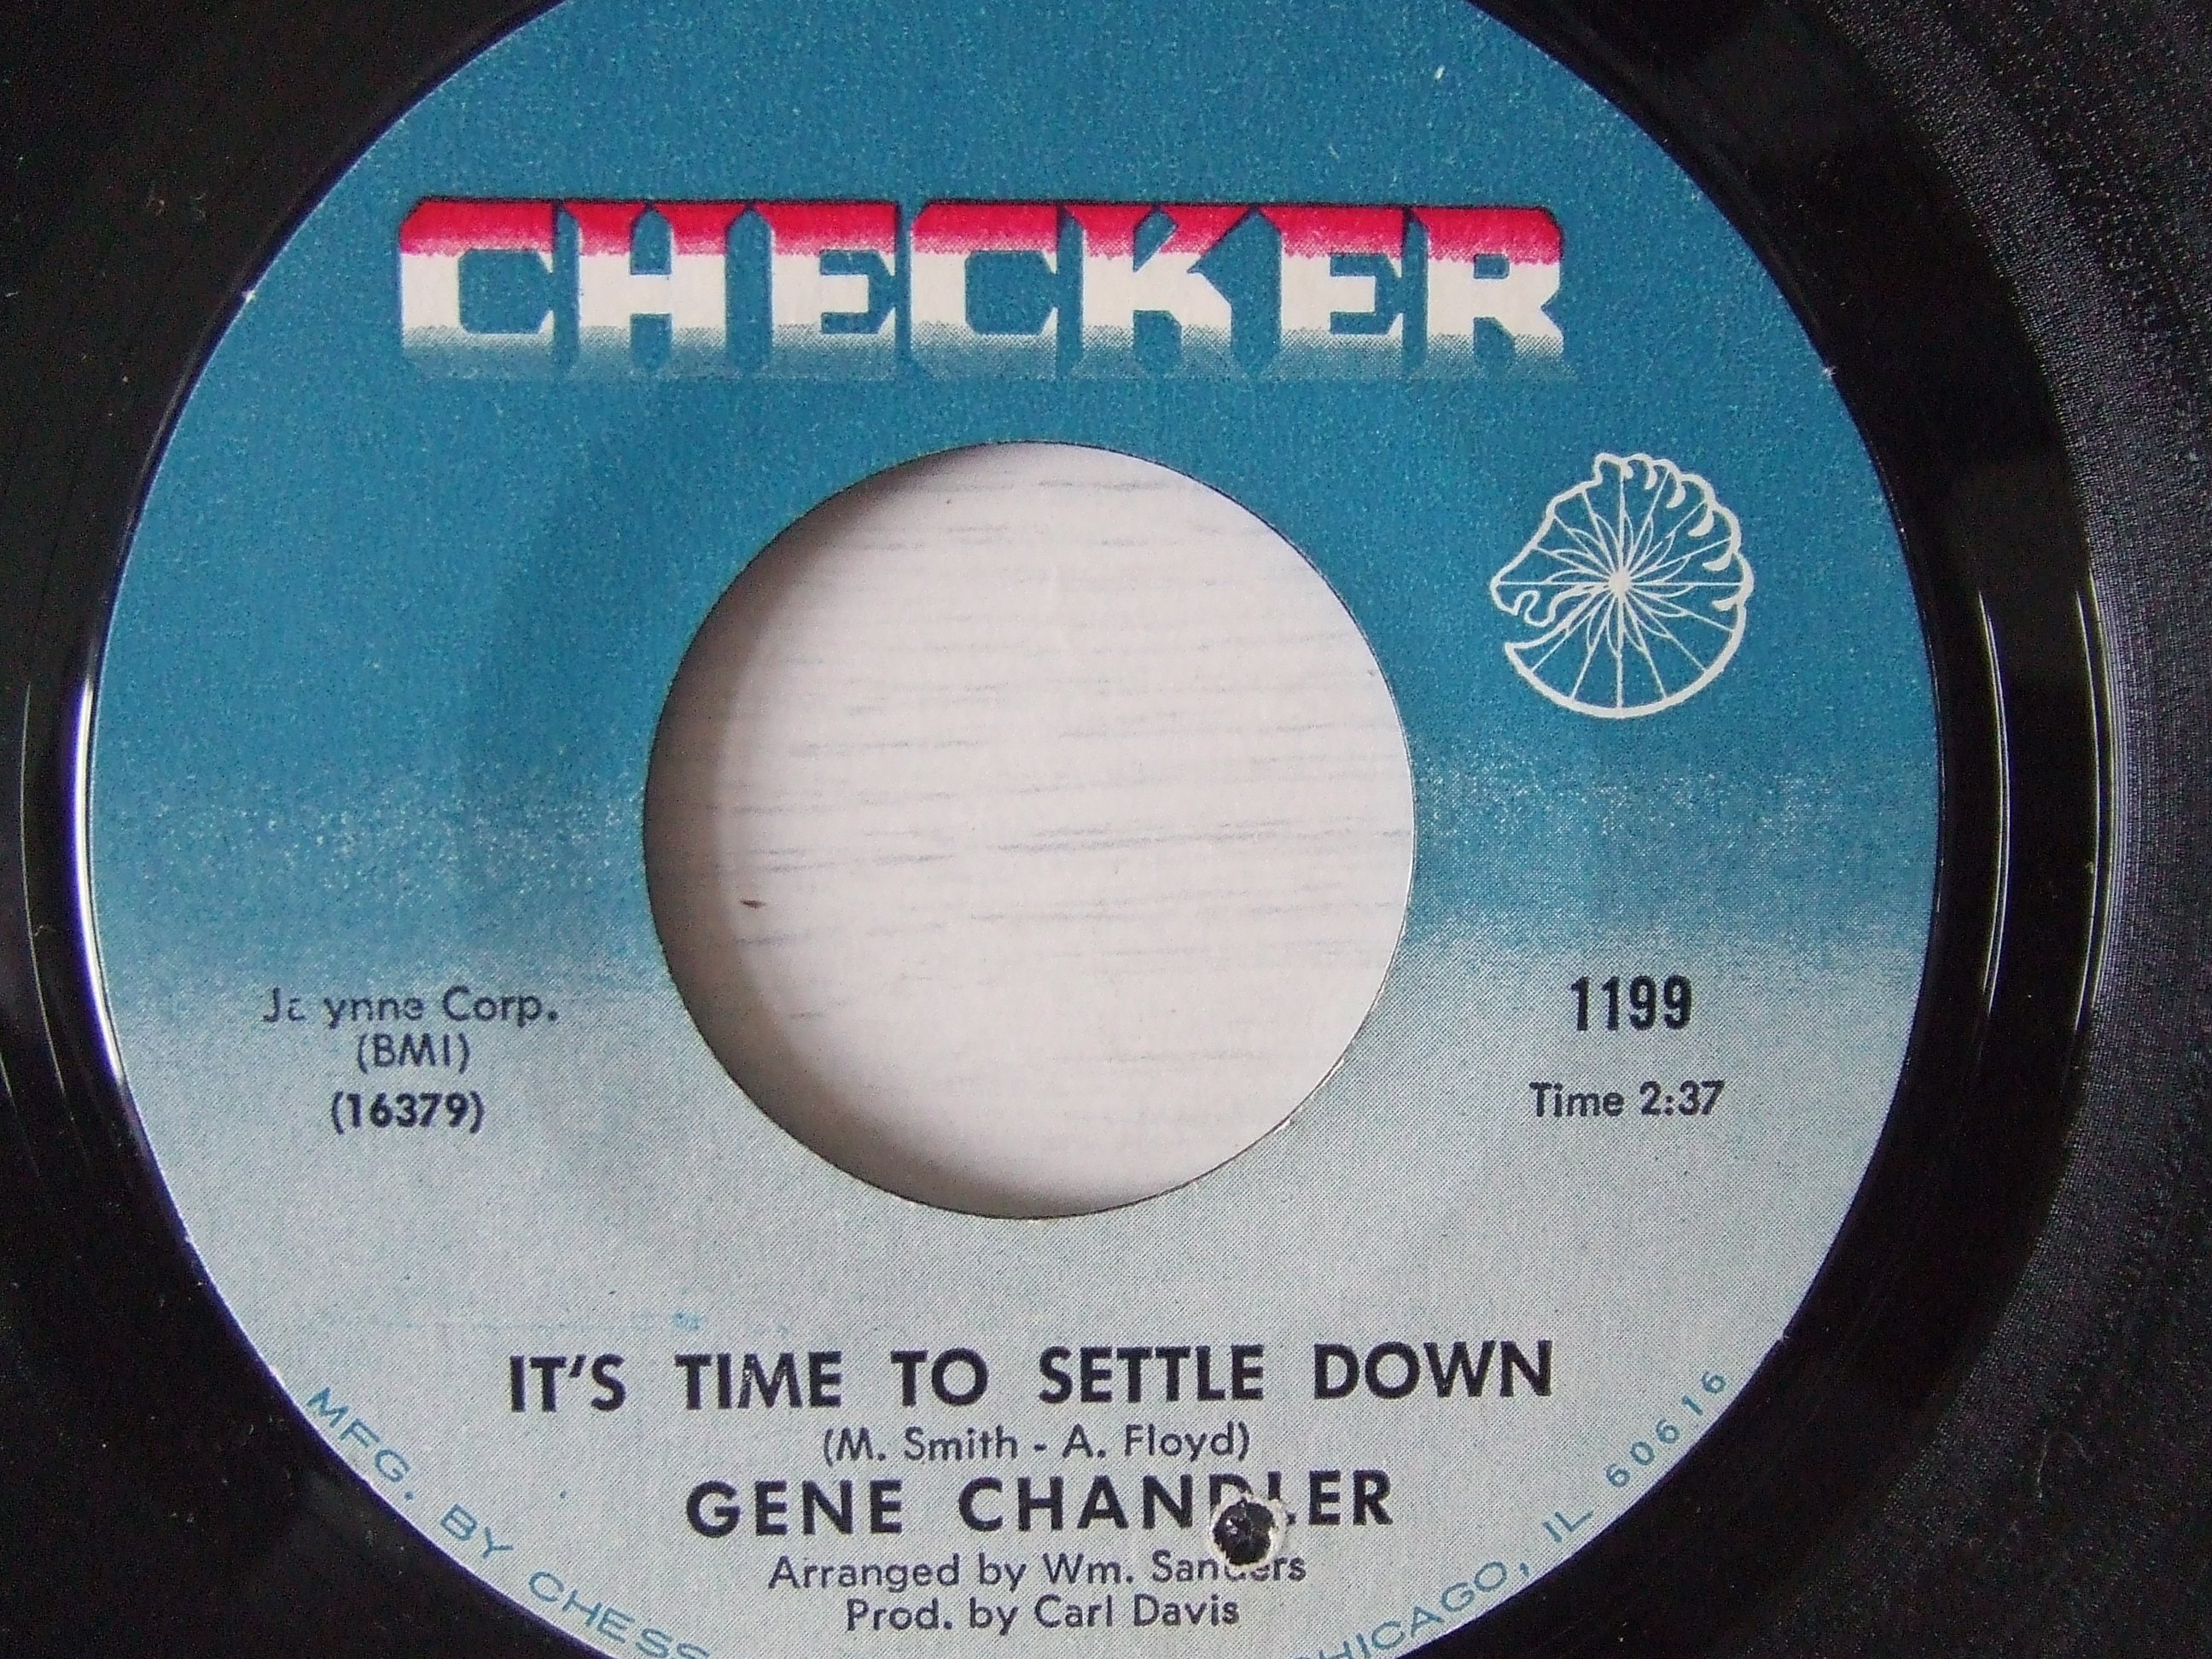 CHECKER
Corp.
(BMI)
(16379)
1199
Time 2:37
IT'S TIME TO SETTLE DOWN
(M. Smith - A. Floyd)
GENE CHANDLER
Arranged by Wm. Sanders
Prod. by Carl Davis
MFG. BY CHESS
CHICAGO, IL 60616